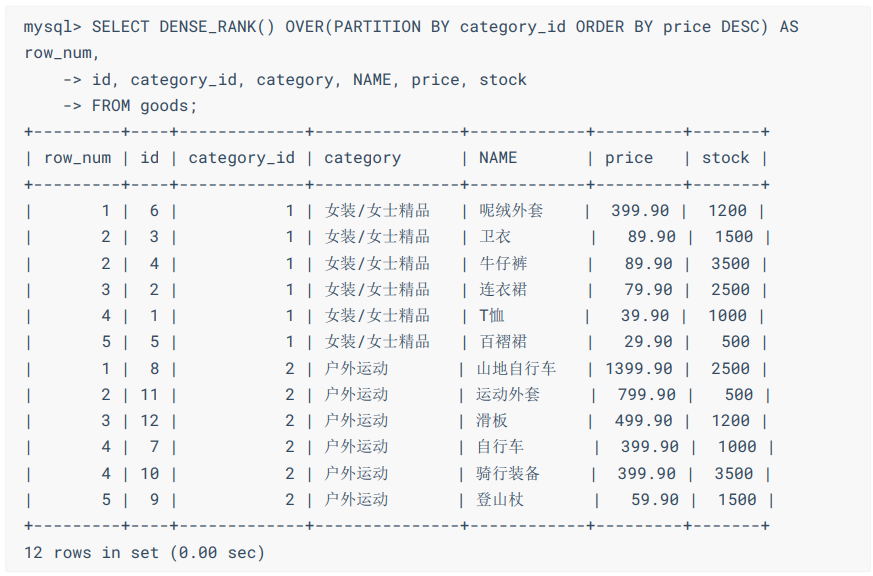 mysql> SELECT DENSE_RANK() OVER(PARTITION BY category_id ORDER BY price DESC) AS
row_num,
    -> id, category_id, category, NAME, price, stock
    -> FROM goods;
+---------+----+-------------+---------------+------------+---------+-------+
| row_num | id | category_id | category      | NAME       | price   | stock |
+---------+----+-------------+---------------+------------+---------+-------+
|       1 |  6 |           1 | 女装/女士精品   | 呢绒外套    |  399.90 |  1200 |
|       2 |  3 |           1 | 女装/女士精品   | 卫衣        |   89.90 |  1500 |
|       2 |  4 |           1 | 女装/女士精品   | 牛仔裤      |   89.90 |  3500 |
|       3 |  2 |           1 | 女装/女士精品   | 连衣裙      |   79.90 |  2500 |
|       4 |  1 |           1 | 女装/女士精品   | T恤        |   39.90 |  1000 |
|       5 |  5 |           1 | 女装/女士精品   | 百褶裙      |   29.90 |   500 |
|       1 |  8 |           2 | 户外运动       | 山地自行车   | 1399.90 |  2500 |
|       2 | 11 |           2 | 户外运动       | 运动外套     |  799.90 |   500 |
|       3 | 12 |           2 | 户外运动       | 滑板        |  499.90 |  1200 |
|       4 |  7 |           2 | 户外运动       | 自行车       |  399.90 |  1000 |
|       4 | 10 |           2 | 户外运动       | 骑行装备     |  399.90 |  3500 |
|       5 |  9 |           2 | 户外运动       | 登山杖       |   59.90 |  1500 |
+---------+----+-------------+---------------+------------+---------+-------+
12 rows in set (0.00 sec)